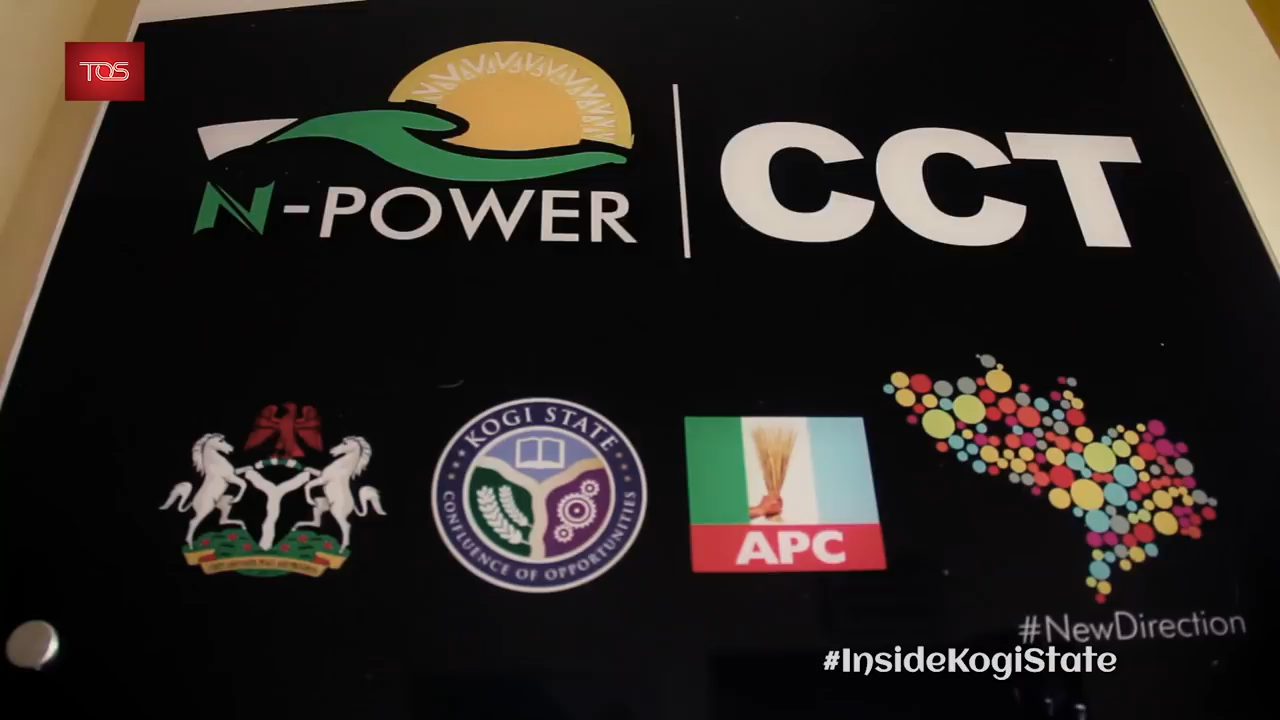 TOS
N-POWER
CCT
KOGI STATE
CONFLUENCE OF OPPORTUNITIES
APC
#NewDirection
#InsideKogiState